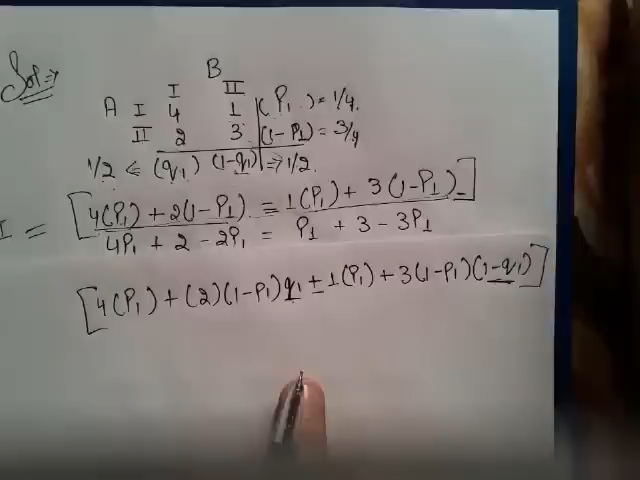 Sol:⇒
B
I II
A I 4 1 (P₁) = 1/4.
II 2 3 (1-P₁) = 3/4
1/2 ⇐ (q₁) (1-q₁) ⇒ 1/2.
I = [4(P₁) + 2(1-P₁) = 1(P₁) + 3(1-P₁)]
4P₁ + 2 - 2P₁ = P₁ + 3 - 3P₁
[4(P₁) + (2)(1-P₁)q₁ + 1(P₁) + 3(1-P₁)(1-q₁)]